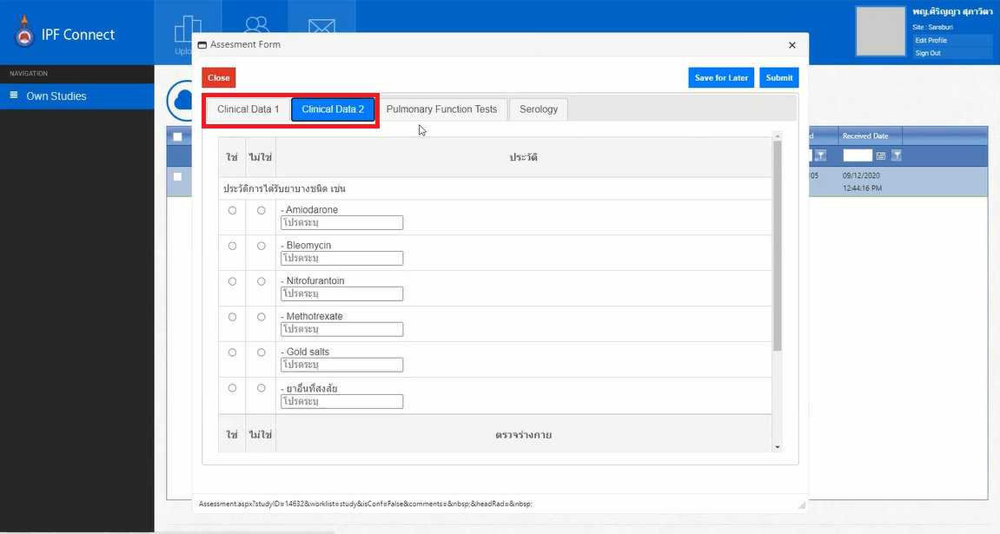 IPF Connect
Uplo
พญ.ศิริญญา สุภาวิดา
Site : Saraburi
Edit Profile
Sign Out
NAVIGATION
Own Studies
Assesment Form
Close
Save for Later
Submit
Clinical Data 1
Clinical Data 2
Pulmonary Function Tests
Serology
d
Received Date
05
09/12/2020
12:44:16 PM
ใช่ ไม่ใช่ ประวัติ
ประวัติการได้รับยาบางชนิด เช่น
- Amiodarone
โปรดระบุ
- Bleomycin
โปรดระบุ
- Nitrofurantoin
โปรดระบุ
- Methotrexate
โปรดระบุ
- Gold salts
โปรดระบุ
- ยาอื่นที่สงสัย
โปรดระบุ
ใช่ ไม่ใช่ ตรวจร่างกาย
Assessment.aspx?studyID=14632&worklist=study&isConf=False&comments=&nbsp;&headRad=&nbsp;